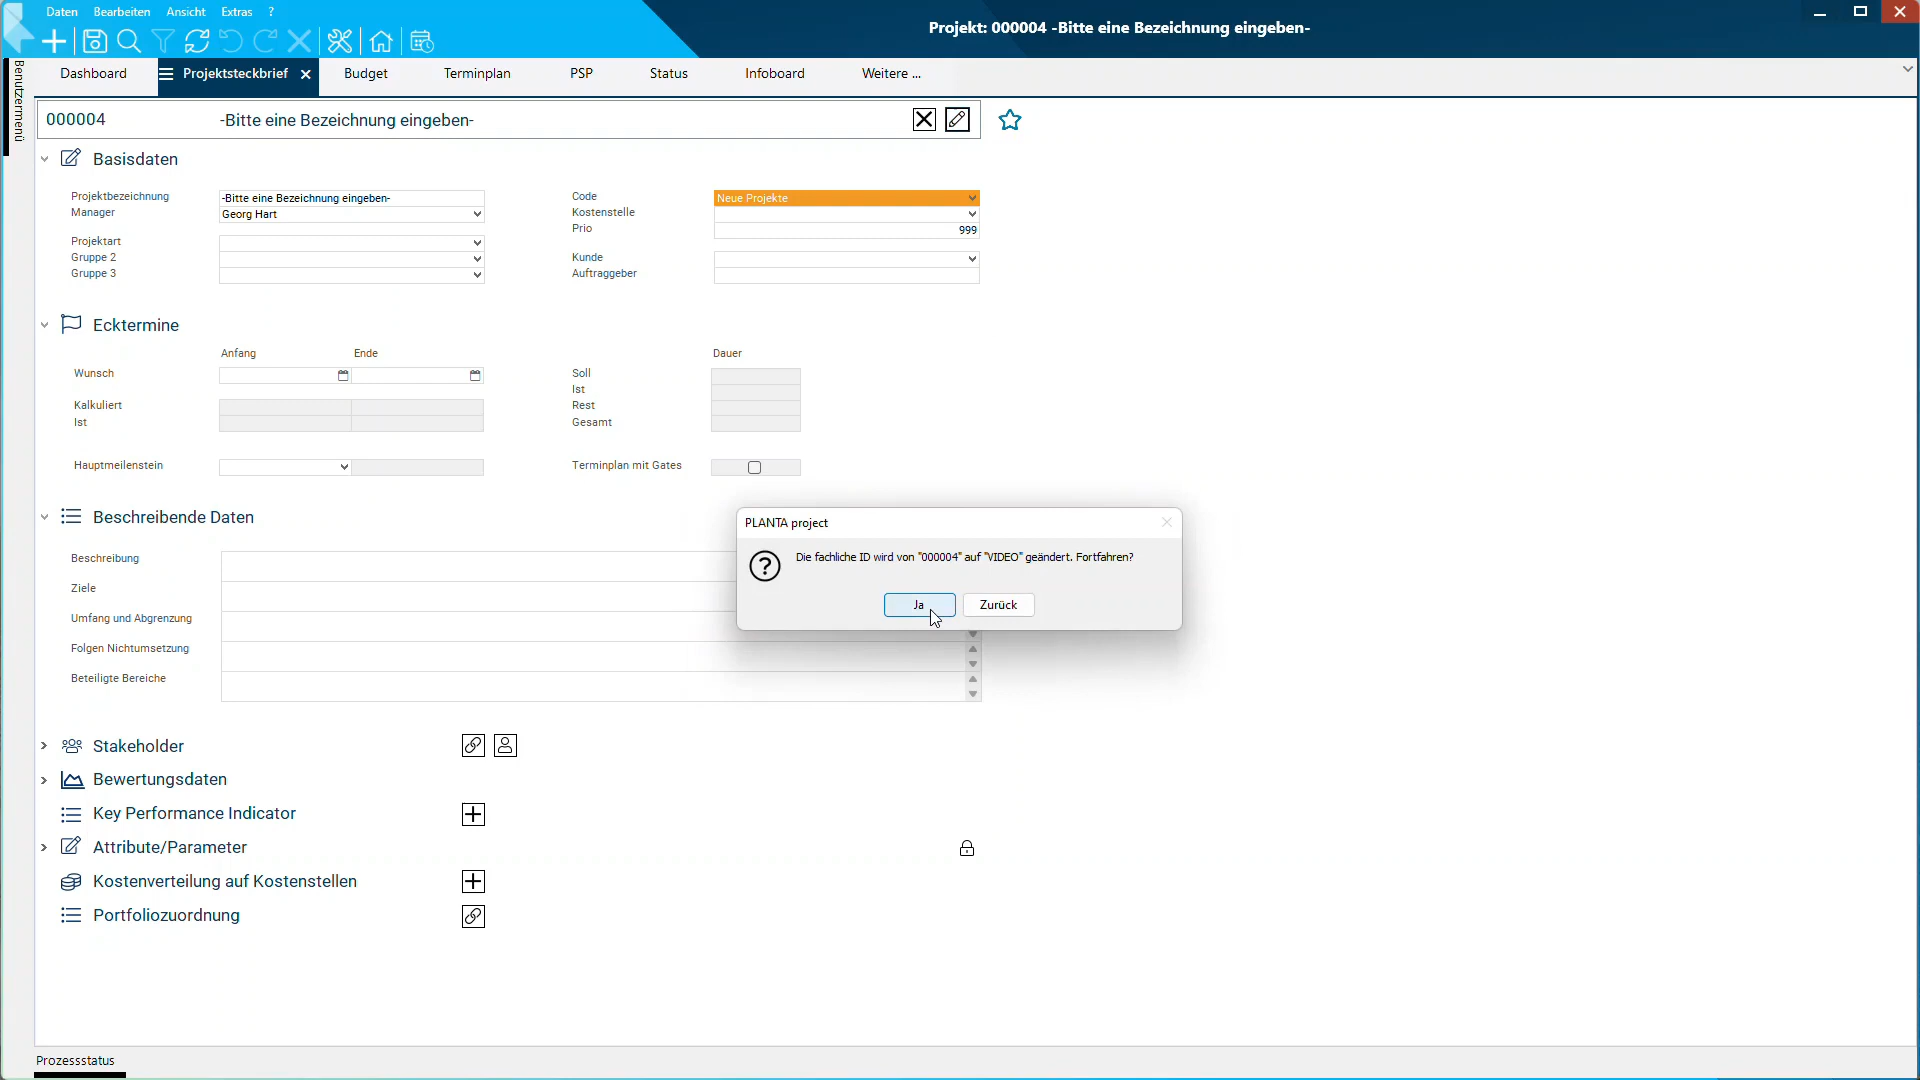 Daten Bearbeiten Ansicht Extras ?
Projekt: 000004 -Bitte eine Bezeichnung eingeben-
Benutzermenü
Dashboard Projektsteckbrief Budget Terminplan PSP Status Infoboard Weitere ...
000004 -Bitte eine Bezeichnung eingeben-
Basisdaten
Projektbezeichnung -Bitte eine Bezeichnung eingeben- Code Neue Projekte
Manager Georg Hart Kostenstelle
Prio 999
Projektart
Gruppe 2 Kunde
Gruppe 3 Auftraggeber
Ecktermine
Anfang Ende Dauer
Wunsch Soll
Ist
Kalkuliert Rest
Ist Gesamt
Hauptmeilenstein Terminplan mit Gates
Beschreibende Daten
PLANTA project
Die fachliche ID wird von "000004" auf "VIDEO" geändert. Fortfahren?
Ja Zurück
Beschreibung
Ziele
Umfang und Abgrenzung
Folgen Nichtumsetzung
Beteiligte Bereiche
Stakeholder
Bewertungsdaten
Key Performance Indicator
Attribute/Parameter
Kostenverteilung auf Kostenstellen
Portfoliozuordnung
Prozessstatus